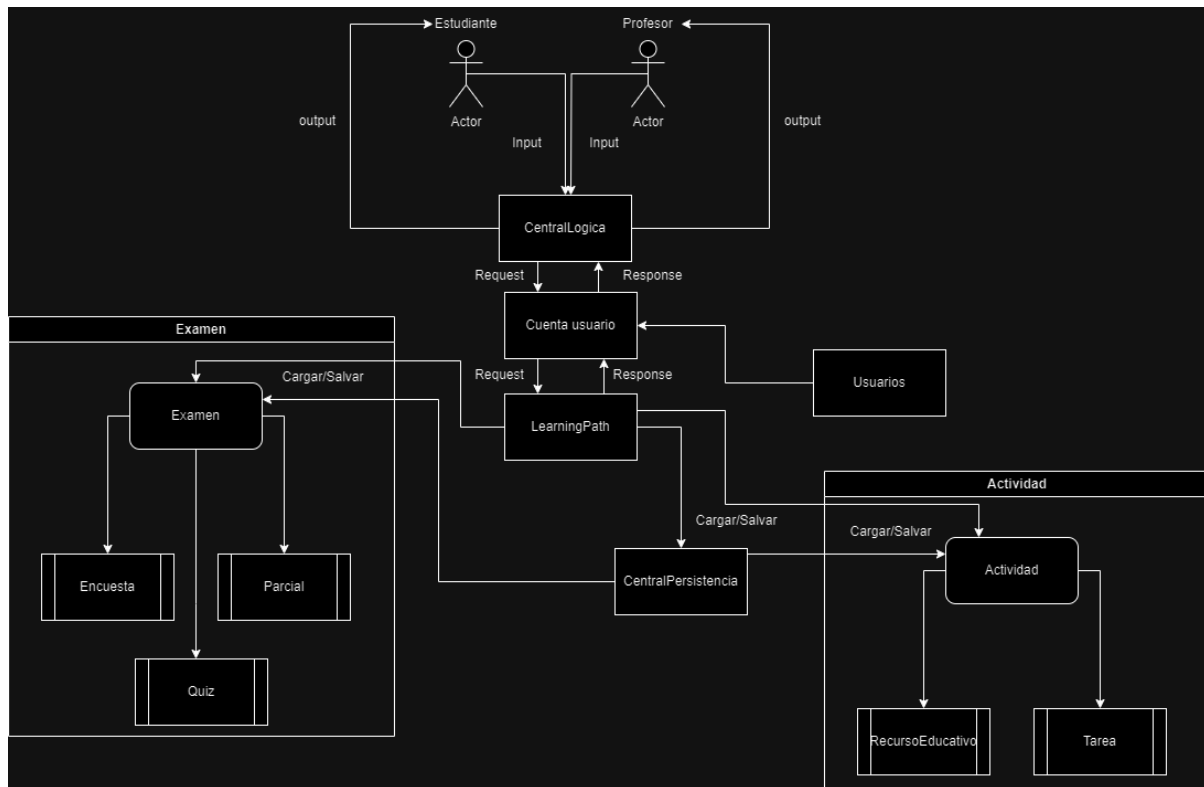 Estudiante
Profesor
Actor
Actor
output
output
Input
Input
CentralLogica
Request
Response
Cuenta usuario
Examen
Usuarios
Cargar/Salvar
Request
Response
Examen
LearningPath
Actividad
Cargar/Salvar
Cargar/Salvar
Encuesta
Parcial
CentralPersistencia
Actividad
Quiz
RecursoEducativo
Tarea